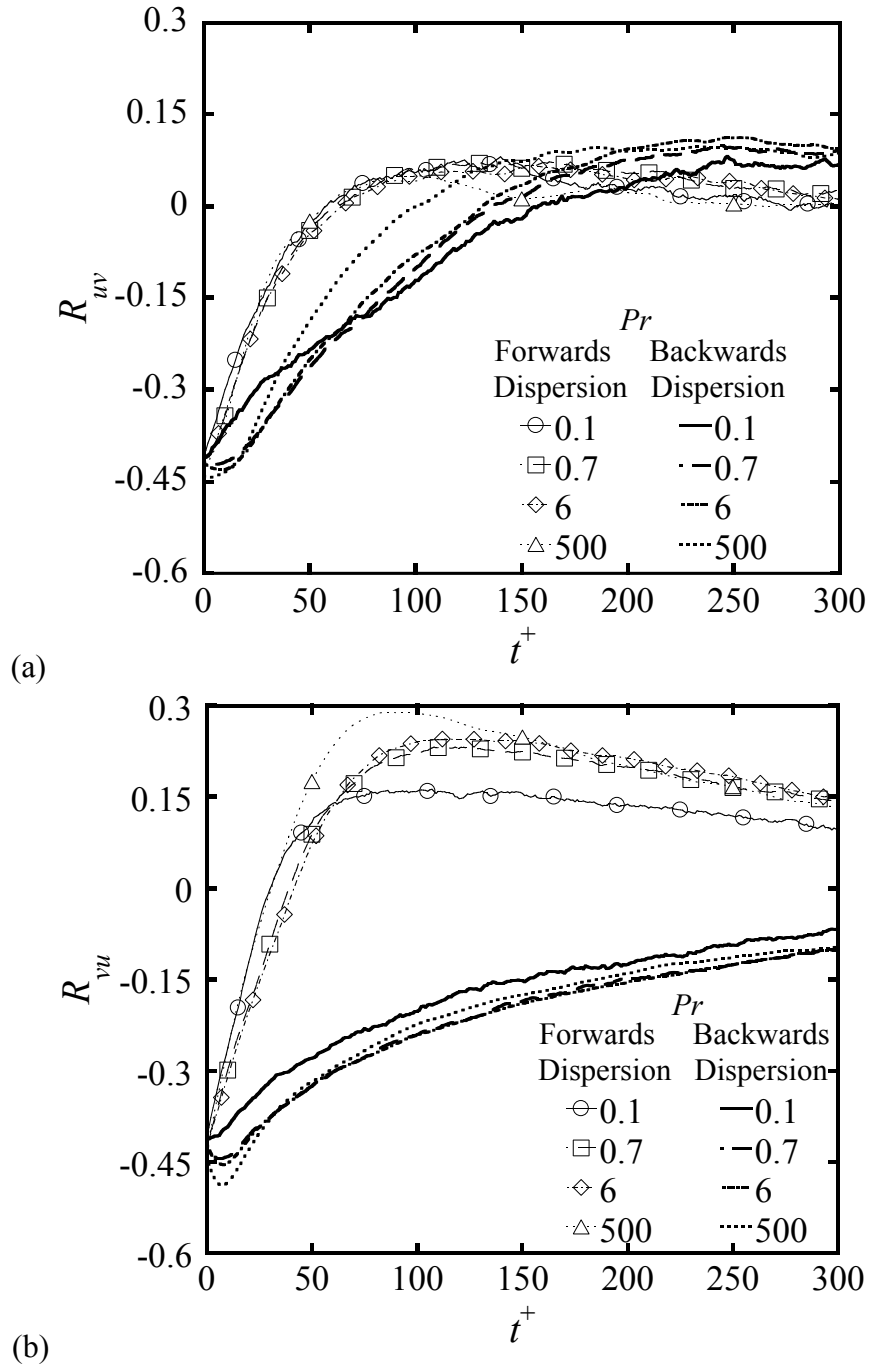 0.3
0.15
0
-0.15
-0.3
-0.45
-0.6
R_uv
Pr
Forwards Backwards
Dispersion Dispersion
0.1 0.1
0.7 0.7
6 6
500 500
0 50 100 150 200 250 300
t+
(a)
0.3
0.15
0
-0.15
-0.3
-0.45
-0.6
R_vu
Pr
Forwards Backwards
Dispersion Dispersion
0.1 0.1
0.7 0.7
6 6
500 500
0 50 100 150 200 250 300
t+
(b)